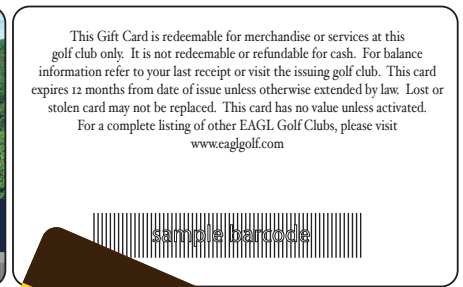 This Gift Card is redeemable for merchandise or services at this
golf club only. It is not redeemable or refundable for cash. For balance
information refer to your last receipt or visit the issuing golf club. This card
expires 12 months from date of issue unless otherwise extended by law. Lost or
stolen card may not be replaced. This card has no value unless activated.
For a complete listing of other EAGL Golf Clubs, please visit
www.eaglgolf.com
sample barcode